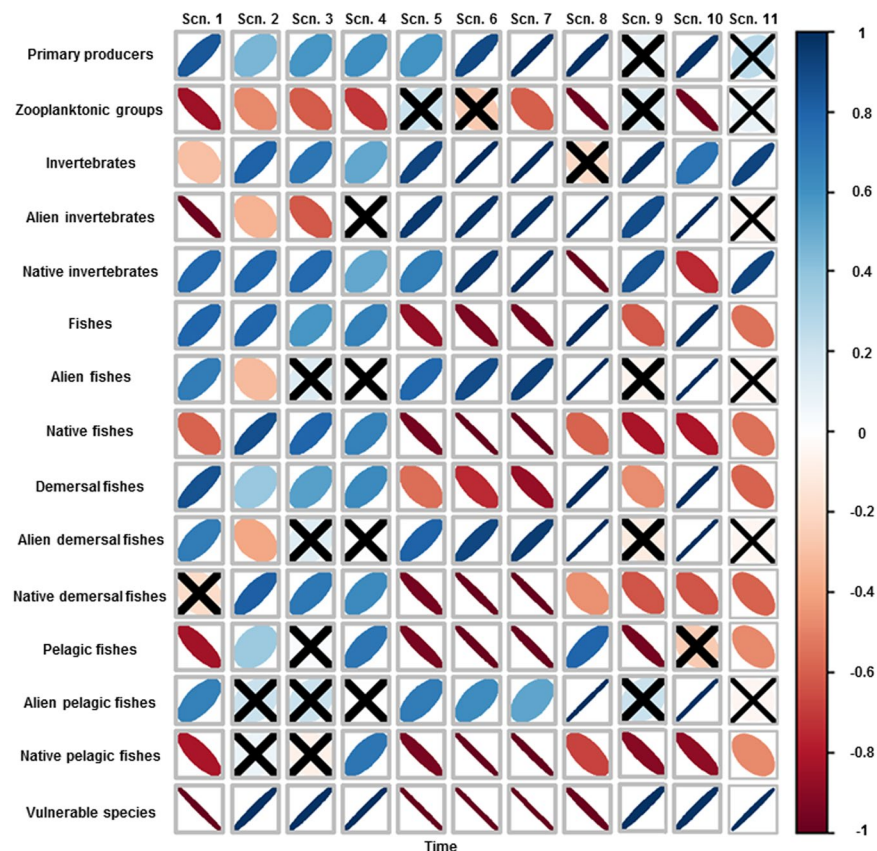 Scn. 1 Scn. 2 Scn. 3 Scn. 4 Scn. 5 Scn. 6 Scn. 7 Scn. 8 Scn. 9 Scn. 10 Scn. 11
Primary producers
Zooplanktonic groups
Invertebrates
Alien invertebrates
Native invertebrates
Fishes
Alien fishes
Native fishes
Demersal fishes
Alien demersal fishes
Native demersal fishes
Pelagic fishes
Alien pelagic fishes
Native pelagic fishes
Vulnerable species
Time
1
0.8
0.6
0.4
0.2
0
-0.2
-0.4
-0.6
-0.8
-1